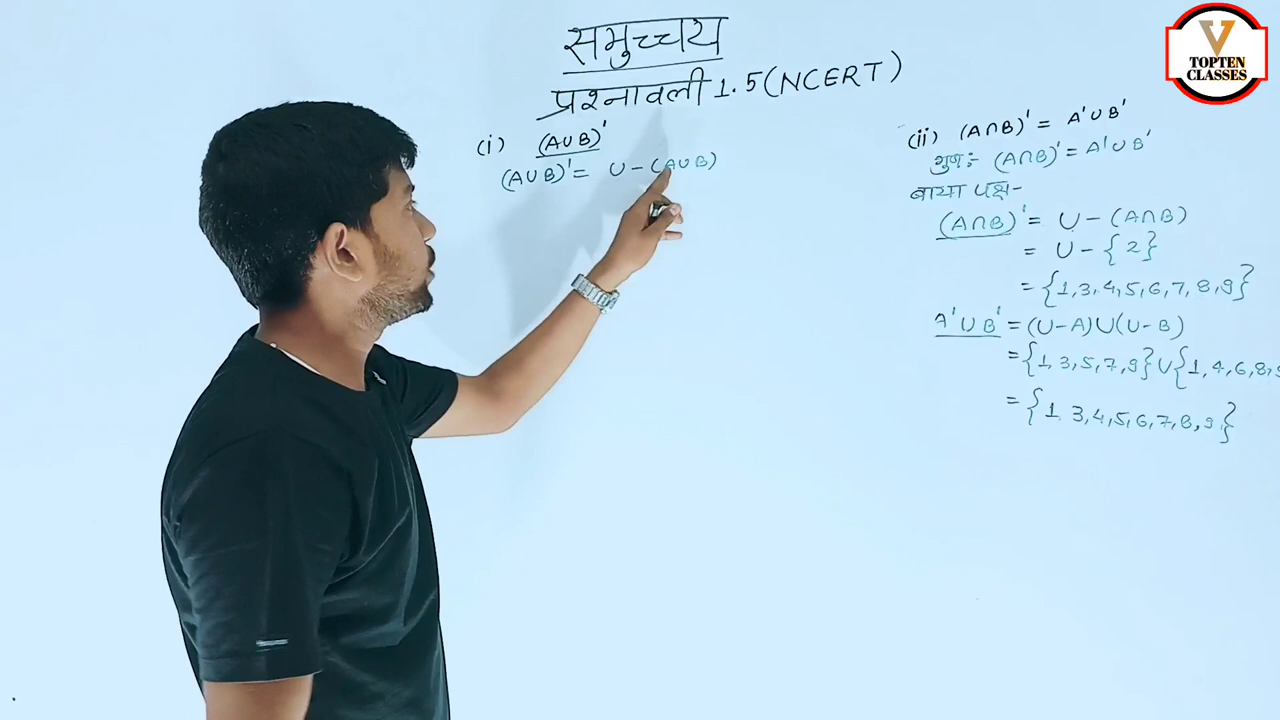 समुच्चय
प्रश्नावली 1.5 (NCERT)
(i) (A∪B)'
(A∪B)' = U - (A∪B)
(ii) (A∩B)' = A'∪B'
गुण:- (A∩B)' = A'∪B'
बाया पक्ष-
(A∩B)' = U - (A∩B)
= U - {2}
= {1,3,4,5,6,7,8,9}
A'∪B' = (U-A)∪(U-B)
= {1,3,5,7,9}∪{1,4,6,8,9
= {1,3,4,5,6,7,8,9}
V
TOPTEN
CLASSES